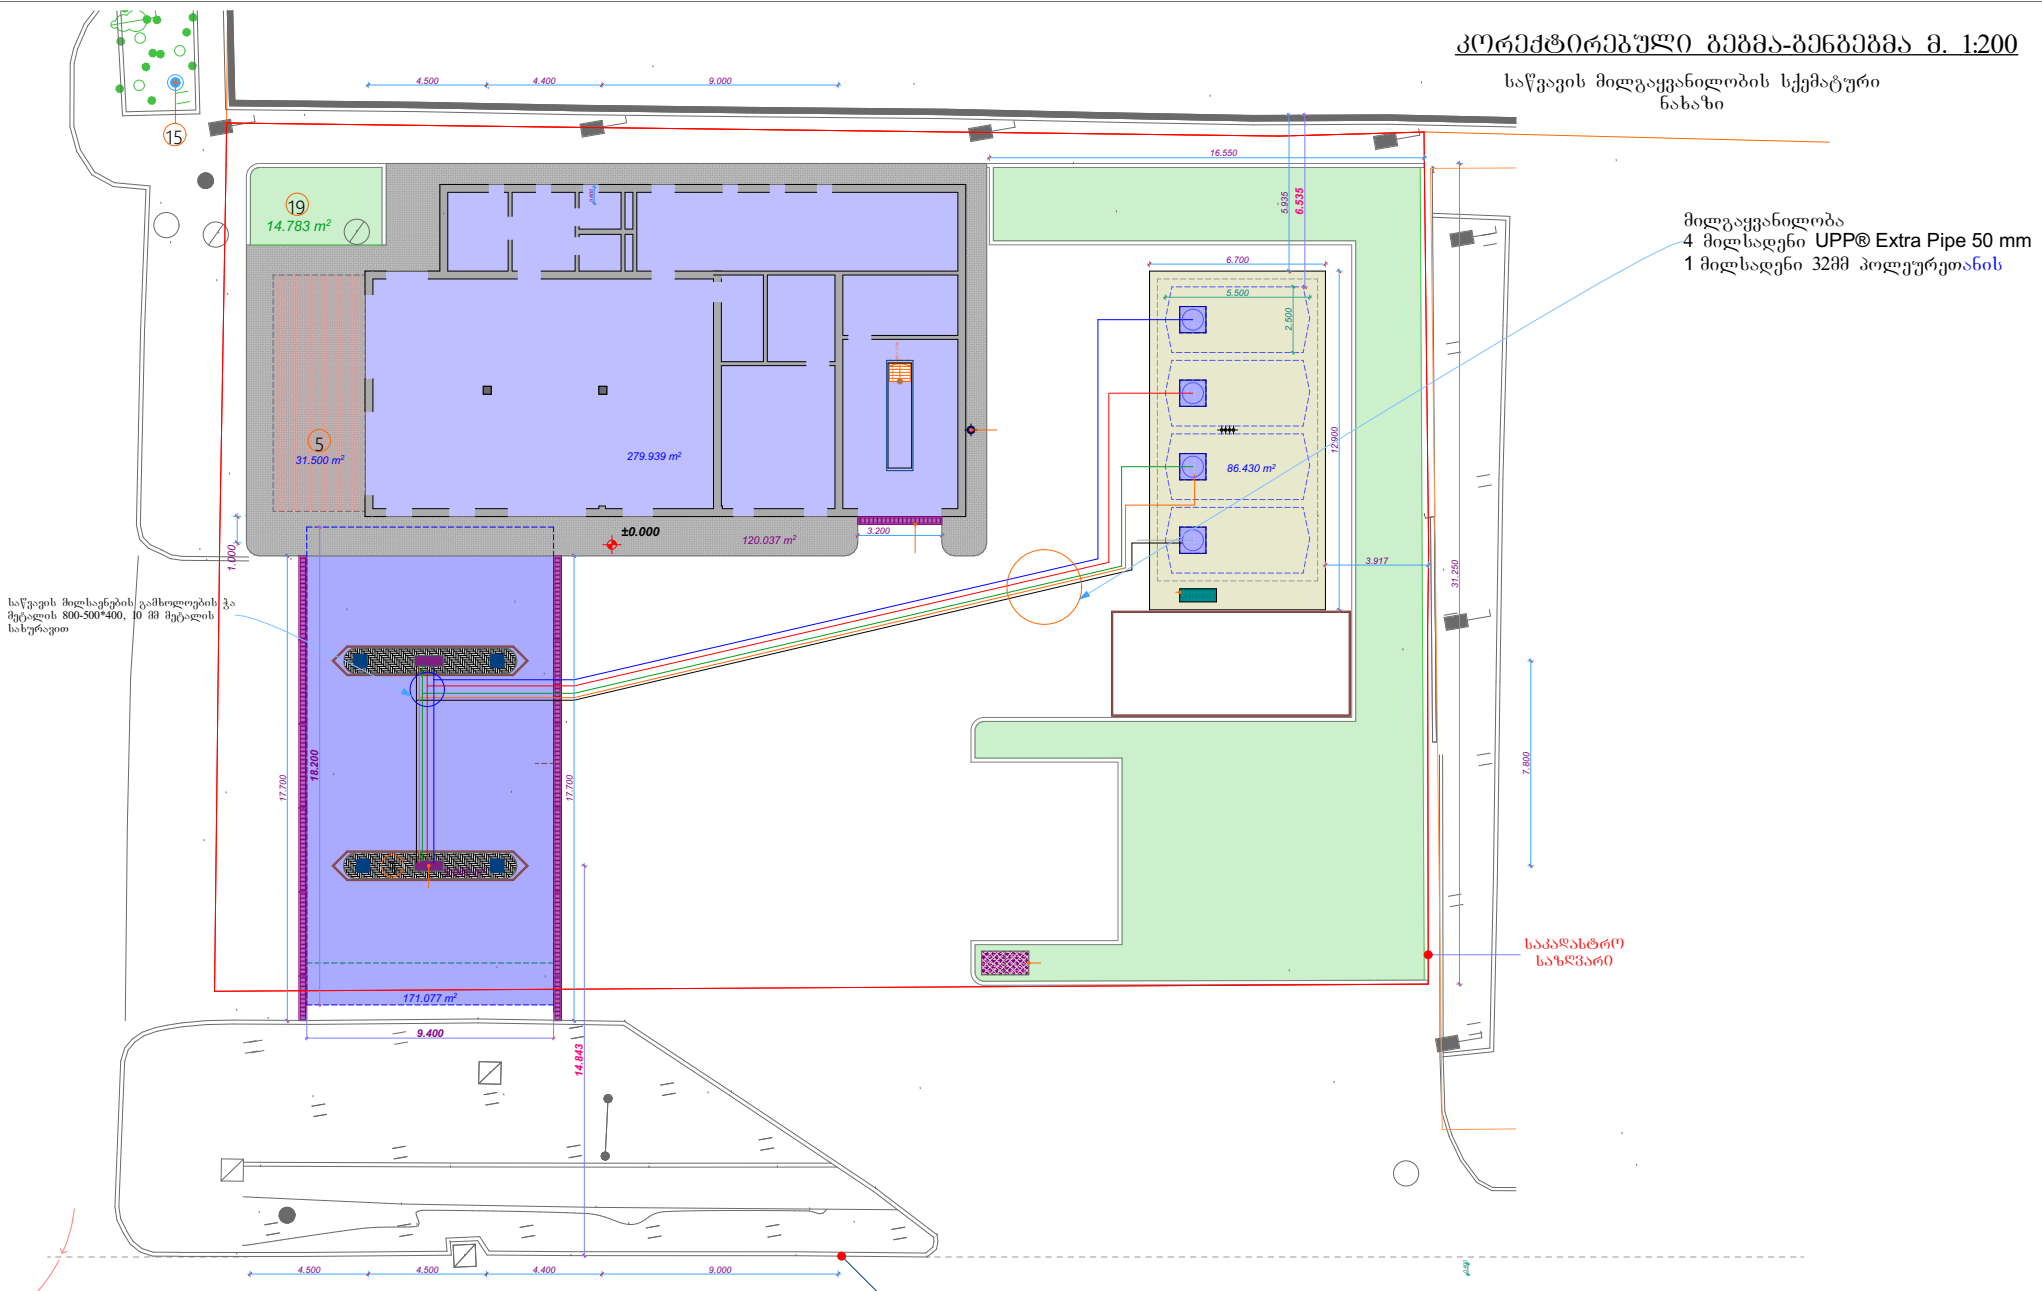 კორექტირებული გეგმა-გენგეგმა მ. 1:200
საწვავის მილგაყვანილობის სქემატური
ნახაზი
4.500
4.400
9.000
15
16.550
5.935
6.535
19
14.783 m²
0.800
მილგაყვანილობა
4 მილსადენი UPP® Extra Pipe 50 mm
1 მილსადენი 32მმ პოლეურეთანის
6.700
5.500
2.500
12.900
5
31.500 m²
279.939 m²
86.430 m²
±0.000
120.037 m²
3.200
1.000
3.917
31.250
საწვავის მილსაენების გამხოლოების ჭა
მეტალის 800-500*400, 10 მმ მეტალის
სახურავით
18.200
17.700
17.700
7.800
საკადასტრო
საზღვარი
171.077 m²
9.400
14.843
4.500
4.500
4.400
9.000